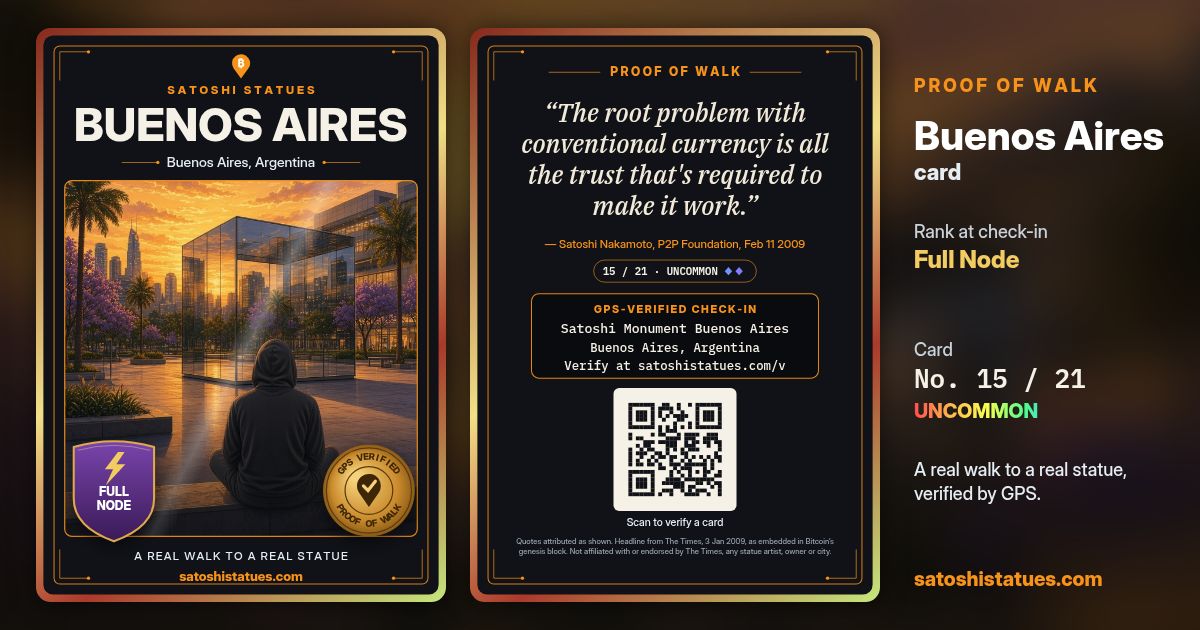 SATOSHI STATUES
BUENOS AIRES
Buenos Aires, Argentina
FULL
NODE
GPS VERIFIED
PROOF OF WALK
A REAL WALK TO A REAL STATUE
satoshistatues.com
PROOF OF WALK
“The root problem with
conventional currency is all
the trust that's required to
make it work.”
— Satoshi Nakamoto, P2P Foundation, Feb 11 2009
15 / 21 · UNCOMMON
GPS-VERIFIED CHECK-IN
Satoshi Monument Buenos Aires
Buenos Aires, Argentina
Verify at satoshistatues.com/v
Scan to verify a card
Quotes attributed as shown. Headline from The Times, 3 Jan 2009, as embedded in Bitcoin's
genesis block. Not affiliated with or endorsed by The Times, any statue artist, owner or city.
PROOF OF WALK
Buenos Aires
card
Rank at check-in
Full Node
Card
No. 15 / 21
UNCOMMON
A real walk to a real statue,
verified by GPS.
satoshistatues.com